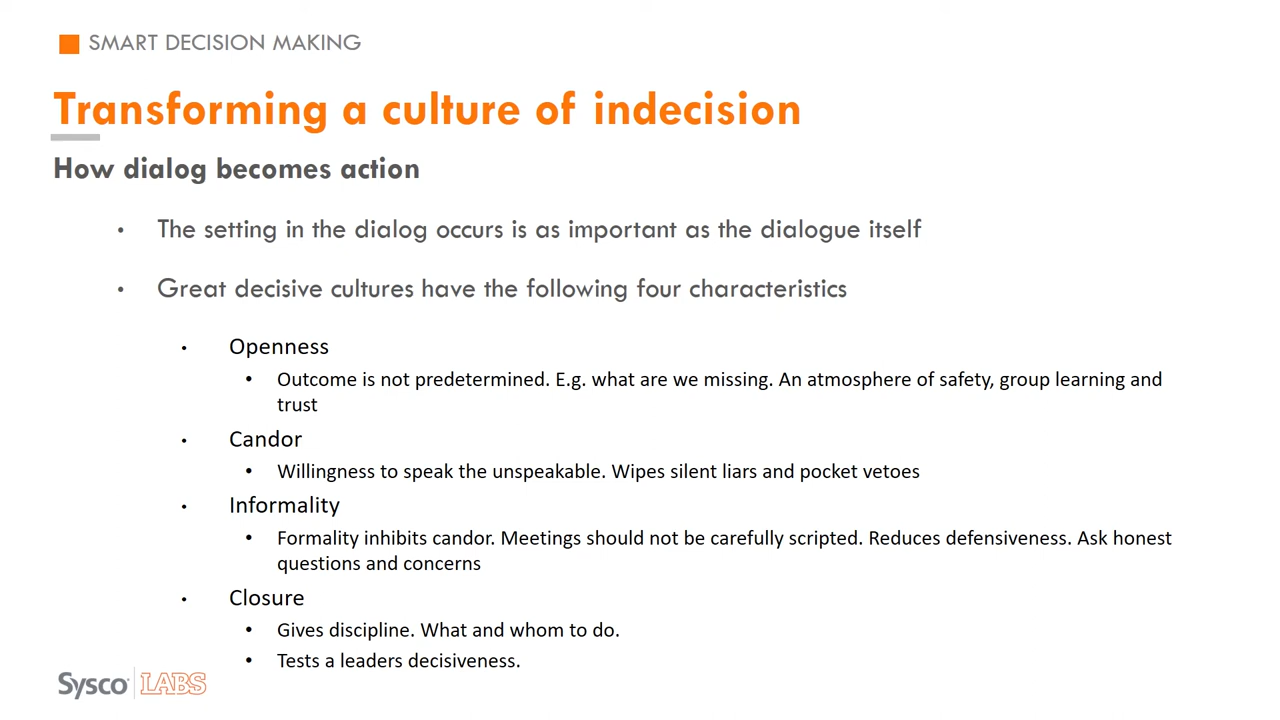 SMART DECISION MAKING
Transforming a culture of indecision
How dialog becomes action
• The setting in the dialog occurs is as important as the dialogue itself
• Great decisive cultures have the following four characteristics
• Openness
• Outcome is not predetermined. E.g. what are we missing. An atmosphere of safety, group learning and
trust
• Candor
• Willingness to speak the unspeakable. Wipes silent liars and pocket vetoes
• Informality
• Formality inhibits candor. Meetings should not be carefully scripted. Reduces defensiveness. Ask honest
questions and concerns
• Closure
• Gives discipline. What and whom to do.
• Tests a leaders decisiveness.
Sysco LABS